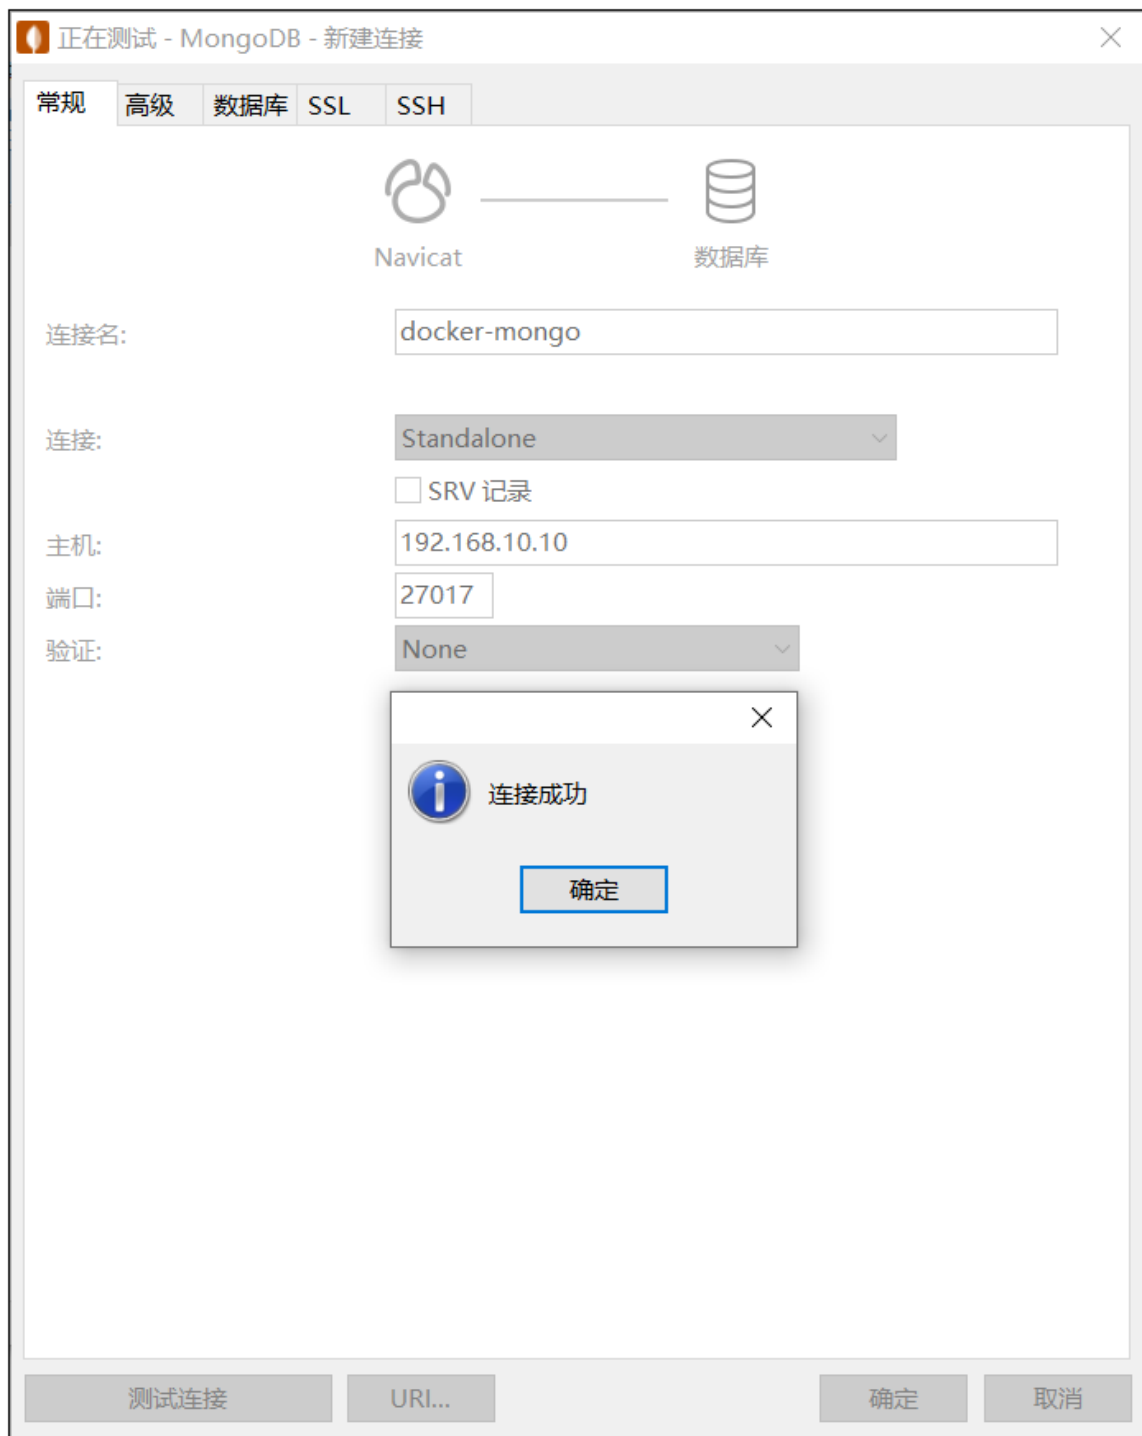 正在测试 - MongoDB - 新建连接
常规 高级 数据库 SSL SSH
Navicat 数据库
连接名: docker-mongo
连接: Standalone
SRV 记录
主机: 192.168.10.10
端口: 27017
验证: None
连接成功
确定
测试连接 URI... 确定 取消